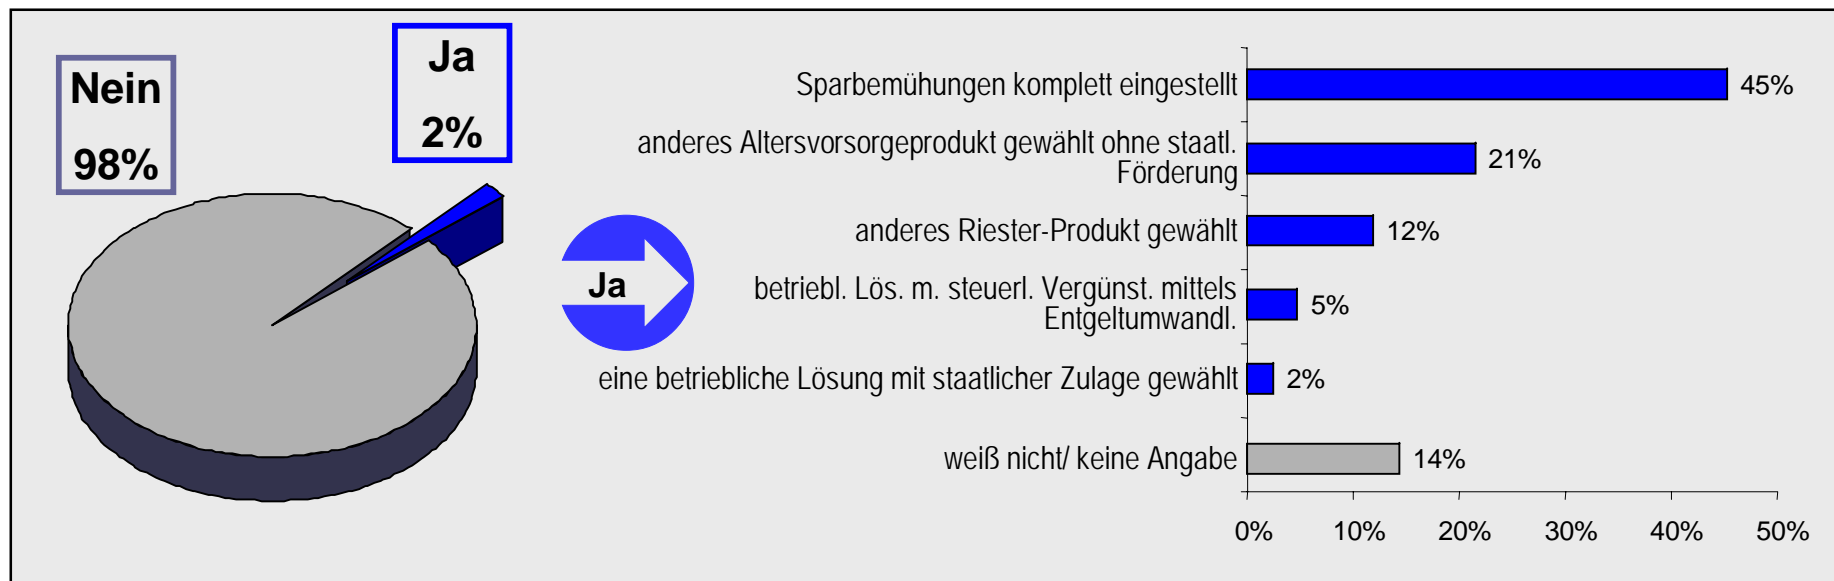 Nein
98%
Ja
2%
Ja
Sparbemühungen komplett eingestellt
45%
anderes Altersvorsorgeprodukt gewählt ohne staatl.
Förderung
21%
anderes Riester-Produkt gewählt
12%
betriebl. Lös. m. steuerl. Vergünst. mittels
Entgeltumwandl.
5%
eine betriebliche Lösung mit staatlicher Zulage gewählt
2%
weiß nicht/ keine Angabe
14%
0% 10% 20% 30% 40% 50%